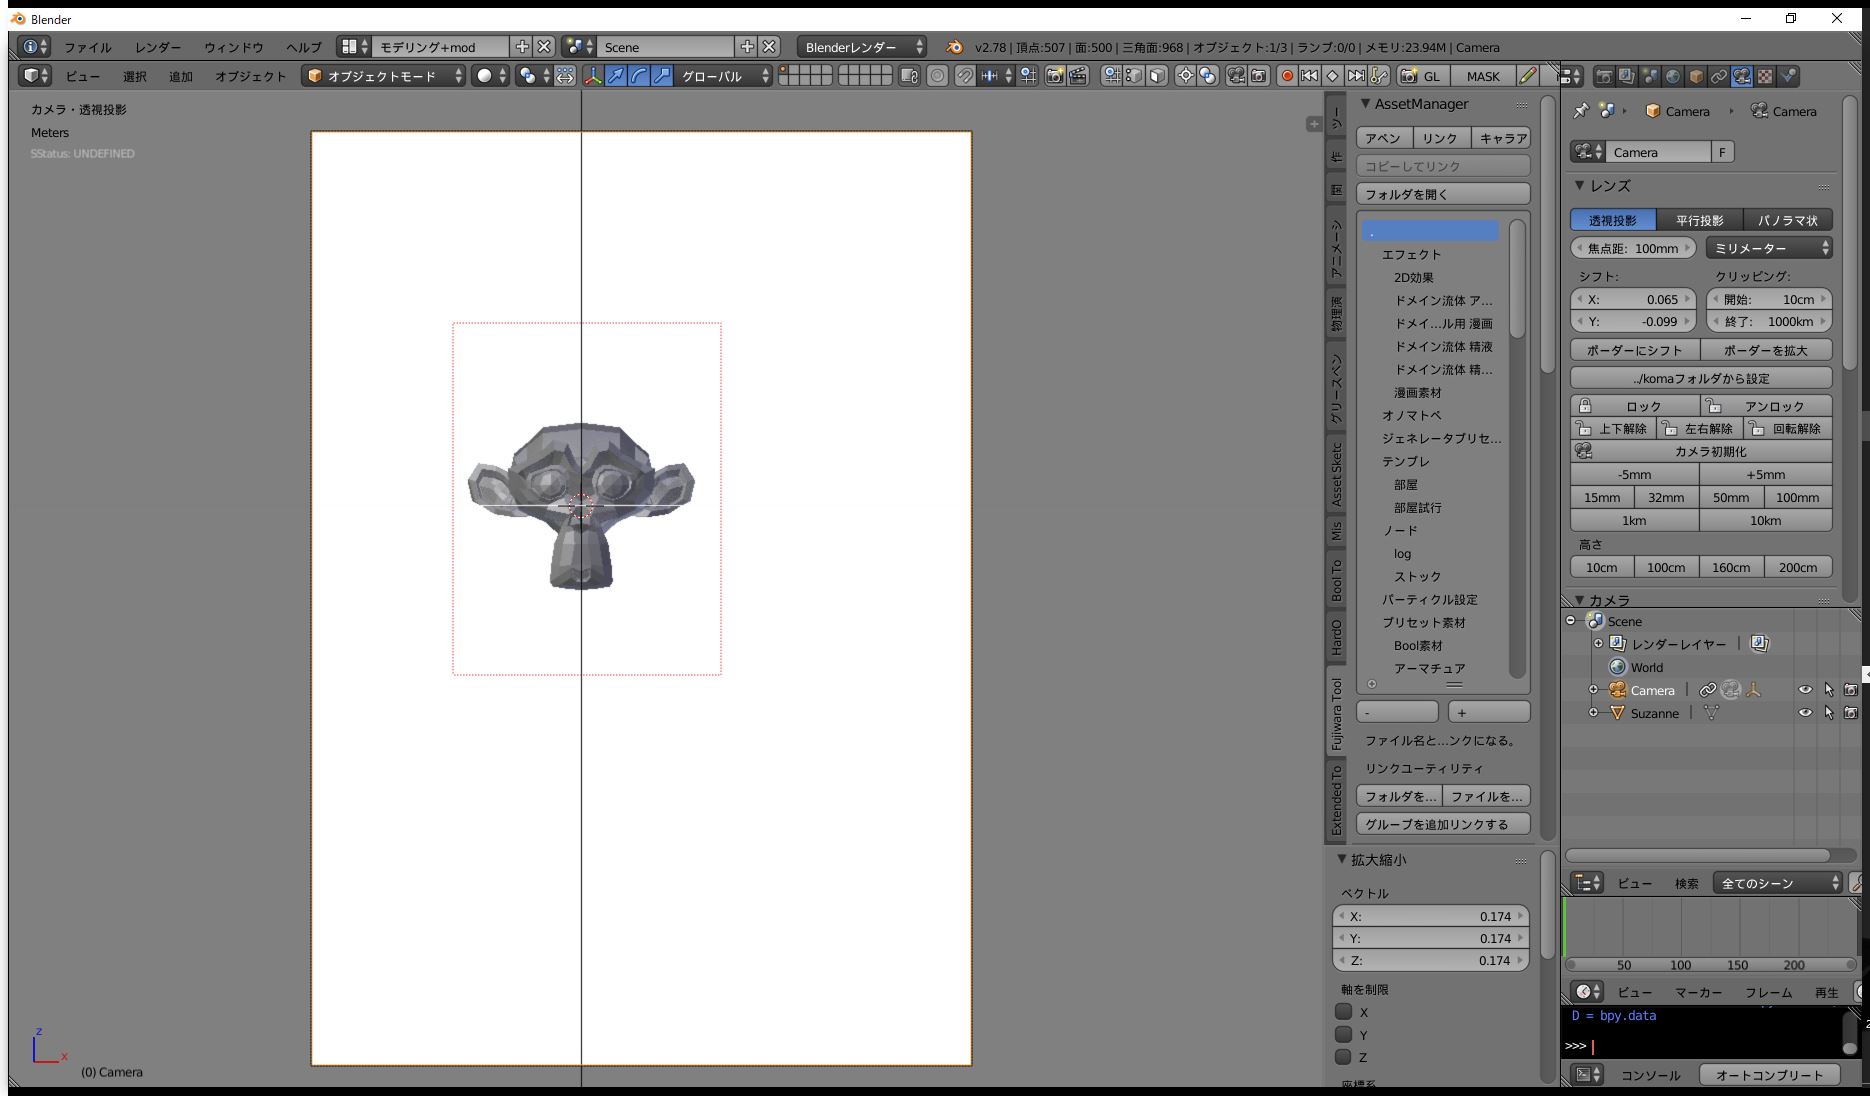 Blender
ファイル レンダー ウィンドウ ヘルプ モデリング+mod Scene Blenderレンダー v2.78 | 頂点:507 | 面:500 | 三角面:968 | オブジェクト:1/3 | ランプ:0/0 | メモリ:23.94M | Camera
ビュー 選択 追加 オブジェクト オブジェクトモード グローバル GL MASK
カメラ・透視投影
Meters
SStatus: UNDEFINED
(0) Camera
z
x
ツー
作
アニメーシ
物理演
グリースペン
AssetSketc
Mis
Bool To
HardO
Fujiwara Tool
Extended To
AssetManager
アペン リンク キャラア
コピーしてリンク
フォルダを開く
.
エフェクト
2D効果
ドメイン流体 ア...
ドメイ...ル用 漫画
ドメイン流体 精液
ドメイン流体 精...
漫画素材
オノマトペ
ジェネレータプリセ...
テンプレ
部屋
部屋試行
ノード
log
ストック
パーティクル設定
プリセット素材
Bool素材
アーマチュア
- +
ファイル名と...ンクになる。
リンクユーティリティ
フォルダを... ファイルを...
グループを追加リンクする
拡大縮小
ベクトル
X: 0.174
Y: 0.174
Z: 0.174
軸を制限
X
Y
Z
座標系
Camera Camera
Camera F
レンズ
透視投影 平行投影 パノラマ状
焦点距: 100mm ミリメーター
シフト: クリッピング:
X: 0.065 開始: 10cm
Y: -0.099 終了: 1000km
ボーダーにシフト ボーダーを拡大
../komaフォルダから設定
ロック アンロック
上下解除 左右解除 回転解除
カメラ初期化
-5mm +5mm
15mm 32mm 50mm 100mm
1km 10km
高さ
10cm 100cm 160cm 200cm
カメラ
Scene
レンダーレイヤー
World
Camera
Suzanne
ビュー 検索 全てのシーン
50 100 150 200
ビュー マーカー フレーム 再生
D = bpy.data
>>>
コンソール オートコンプリート